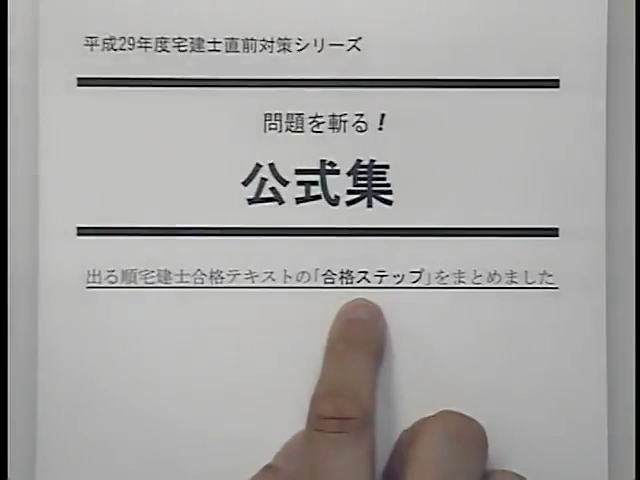 平成29年度宅建士直前対策シリーズ
問題を斬る！
公式集
出る順宅建士合格テキストの「合格ステップ」をまとめました